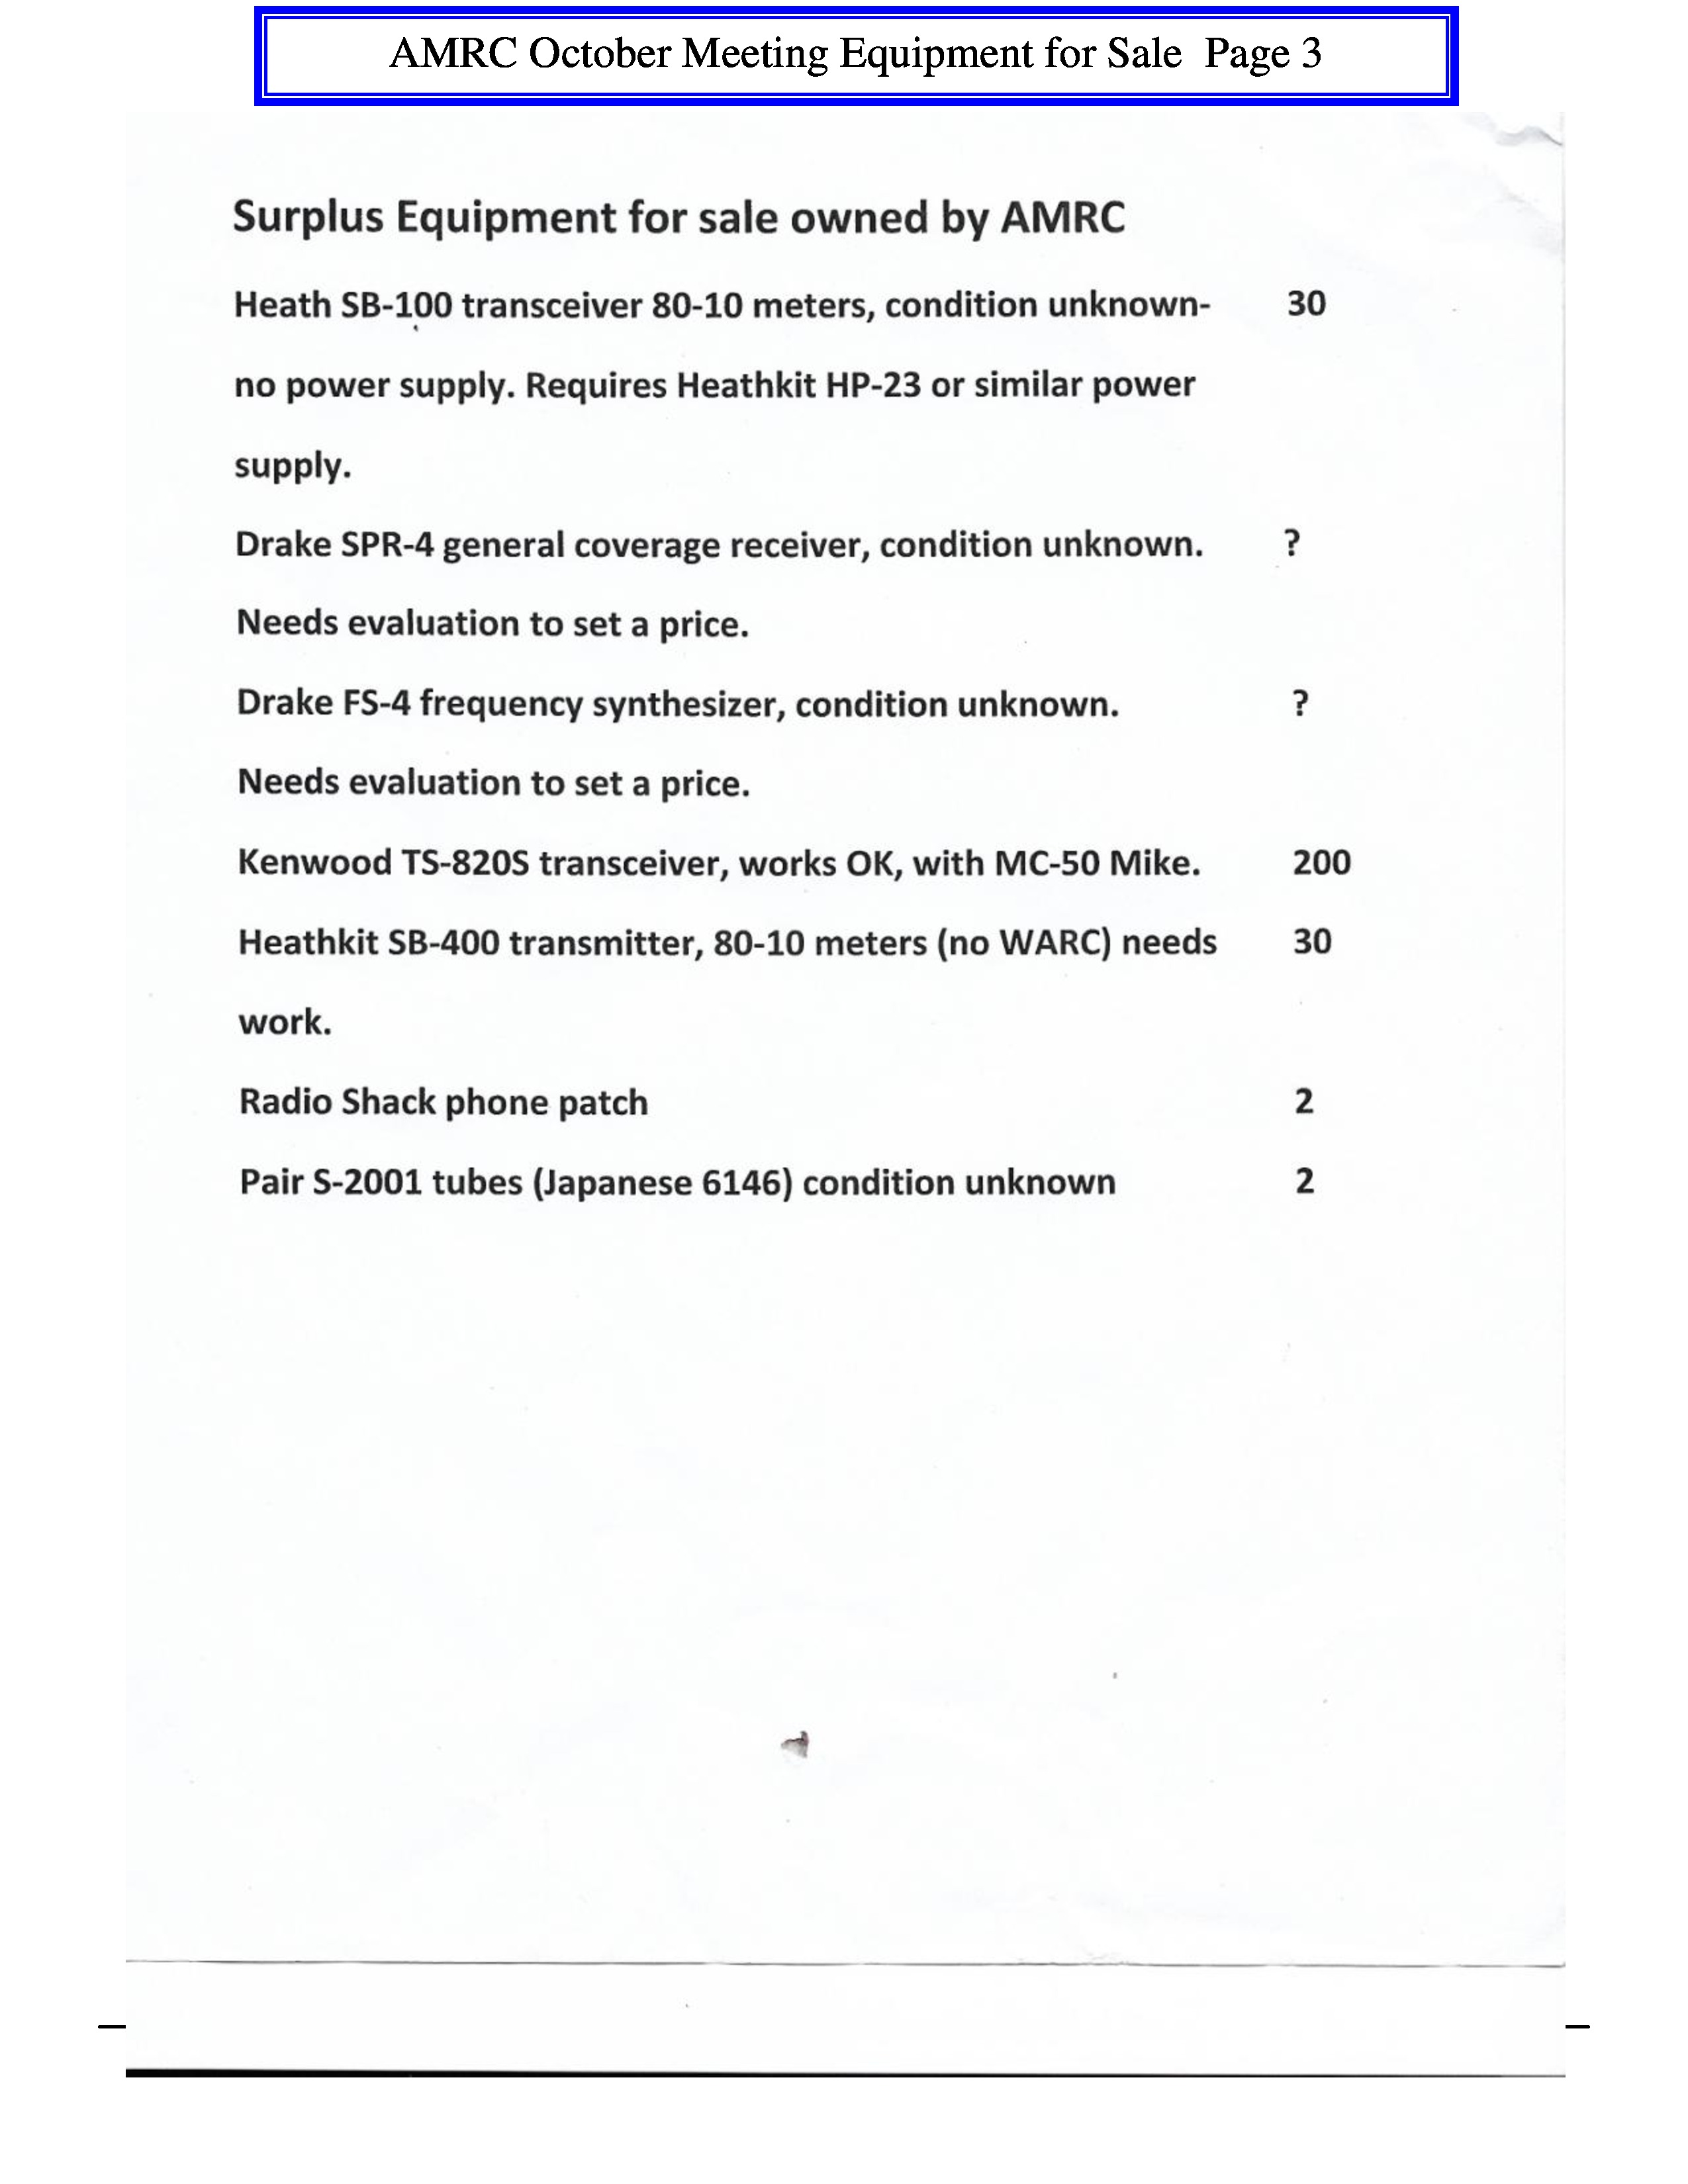 AMRC October Meeting Equipment for Sale Page 3
Surplus Equipment for sale owned by AMRC
Heath SB-100 transceiver 80-10 meters, condition unknown- 30
no power supply. Requires Heathkit HP-23 or similar power
supply.
Drake SPR-4 general coverage receiver, condition unknown. ?
Needs evaluation to set a price.
Drake FS-4 frequency synthesizer, condition unknown. ?
Needs evaluation to set a price.
Kenwood TS-820S transceiver, works OK, with MC-50 Mike. 200
Heathkit SB-400 transmitter, 80-10 meters (no WARC) needs 30
work.
Radio Shack phone patch 2
Pair S-2001 tubes (Japanese 6146) condition unknown 2